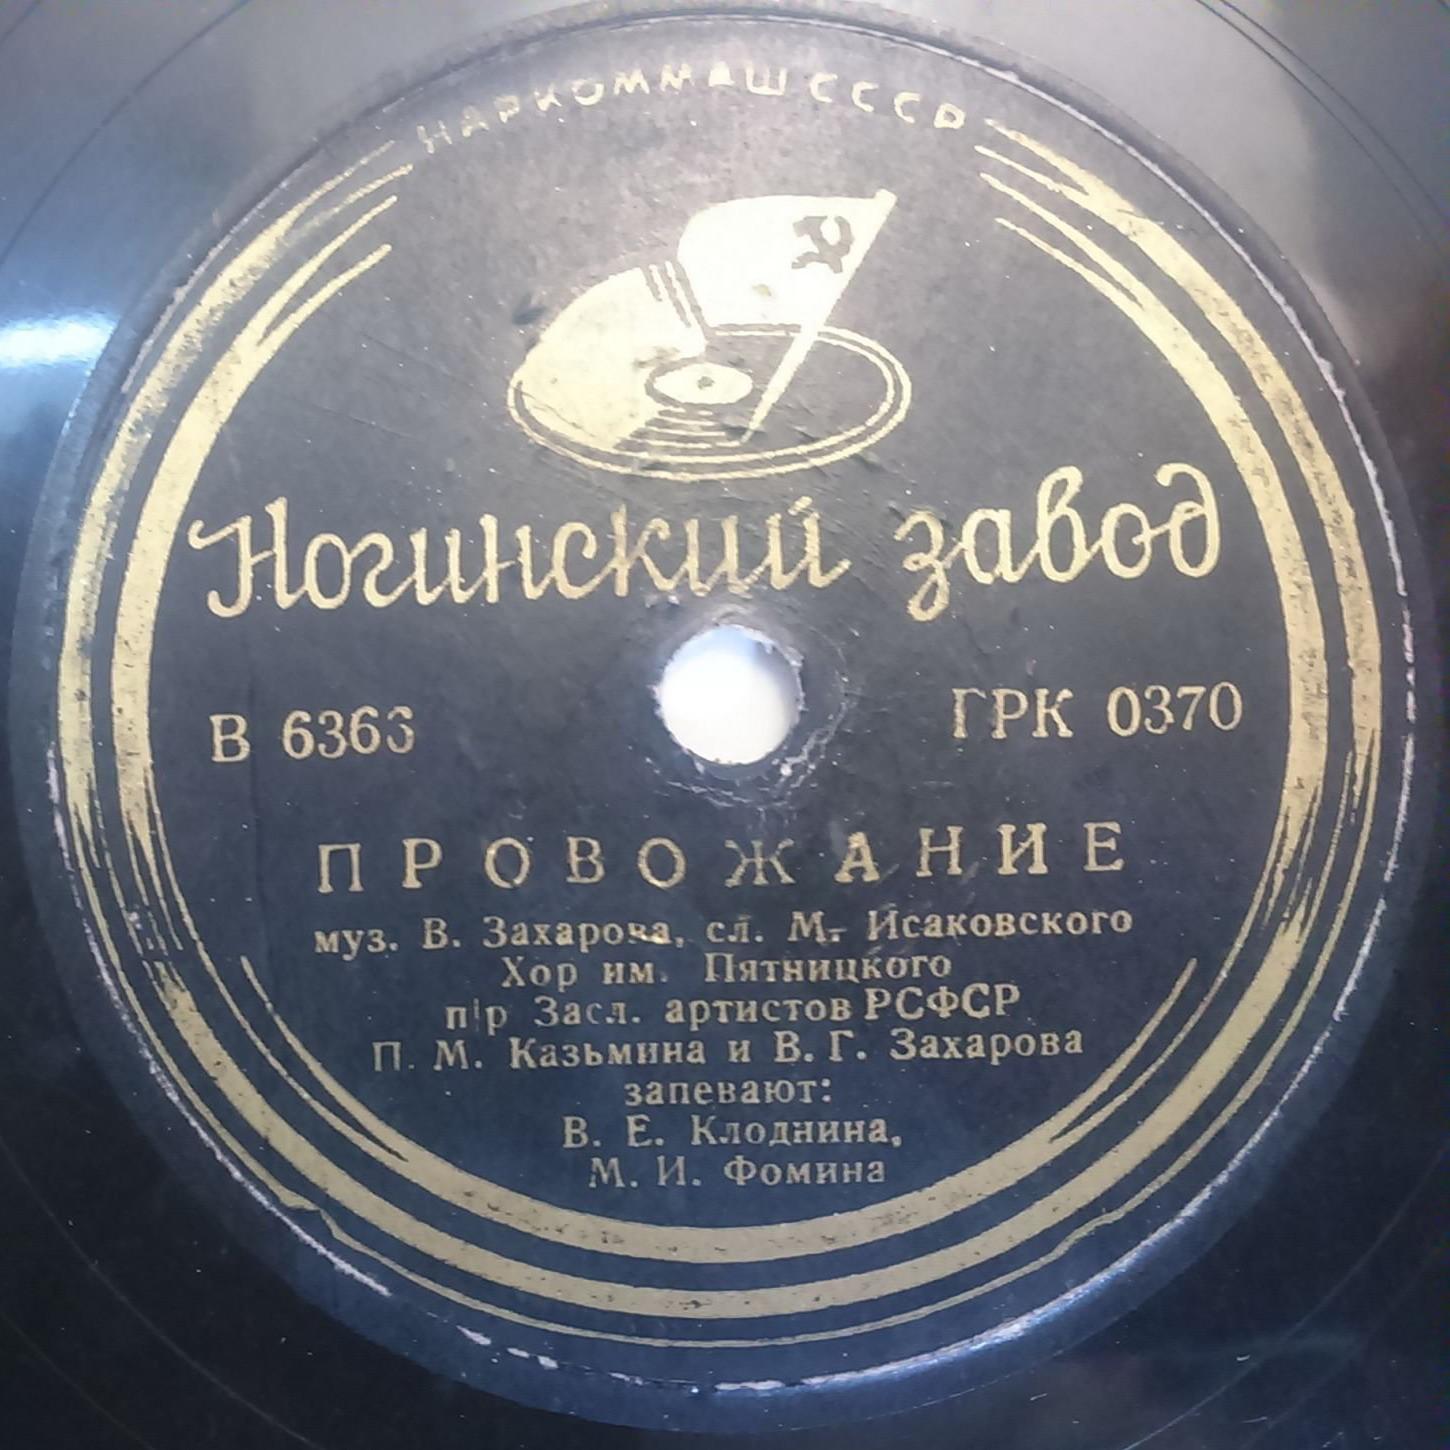 НАРКОММАШ СССР
Ногинский завод
В 6363 ГРК 0370
ПРОВОЖАНИЕ
муз. В. Захарова, сл. М. Исаковского
Хор им. Пятницкого
п/р Засл. артистов РСФСР
П. М. Казьмина и В. Г. Захарова
запевают:
В. Е. Клоднина,
М. И. Фомина